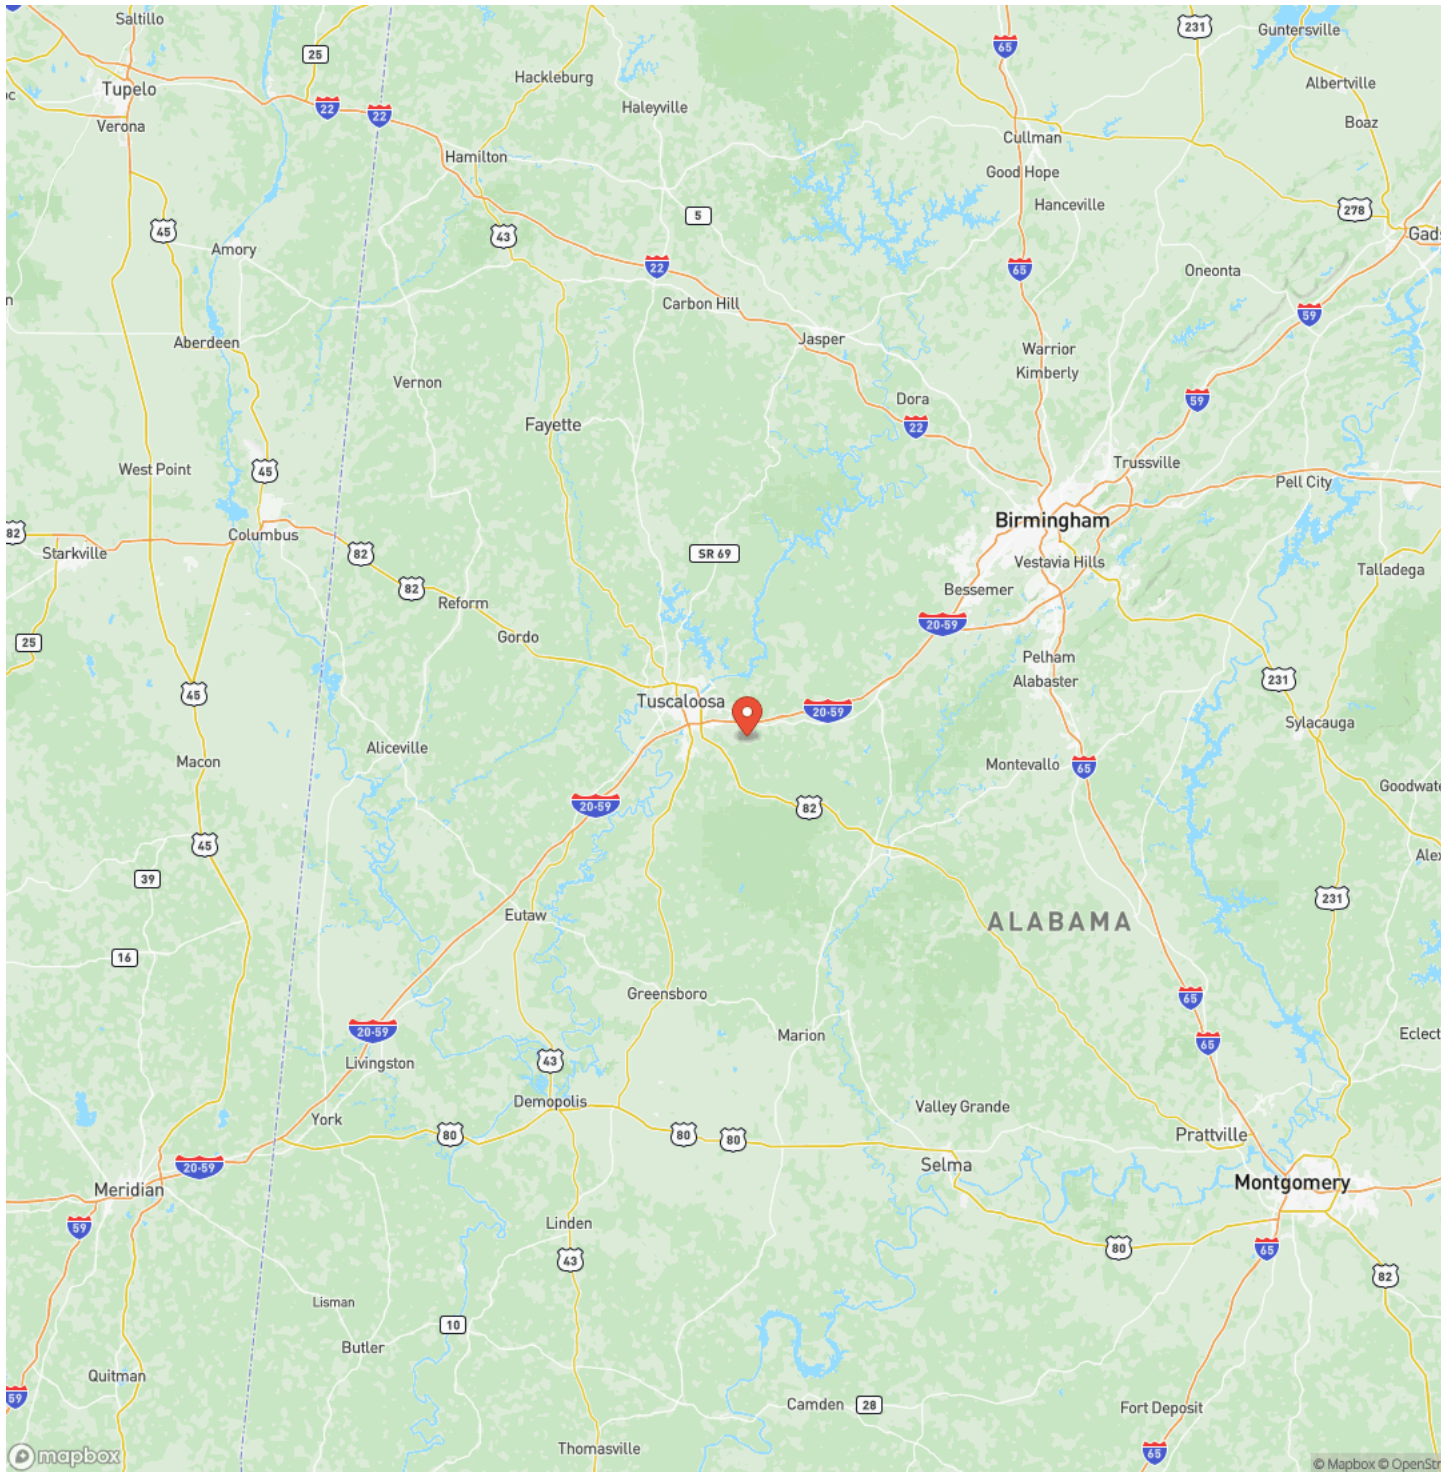 Saltillo
231
Guntersville
65
25
Hackleburg
Albertville
Tupelo
22
22
Haleyville
Boaz
Verona
Cullman
Hamilton
Good Hope
Hanceville
5
278
45
43
Gads
Amory
22
65
Oneonta
Carbon Hill
59
Jasper
Aberdeen
Warrior
Kimberly
Vernon
Dora
59
Fayette
22
Trussville
West Point
45
Pell City
Birmingham
82
Columbus
Starkville
82
SR 69
Vestavia Hills
Talladega
82
Bessemer
Reform
20-59
25
Gordo
Pelham
Alabaster
231
45
Tuscaloosa
20-59
Sylacauga
Aliceville
Macon
Montevallo
65
Goodwate
20-59
82
45
Alex
39
231
Eutaw
ALABAMA
16
Greensboro
65
20-59
Marion
65
Eclect
Livingston
43
Demopolis
Valley Grande
York
80
80
80
Prattville
20-59
Selma
Meridian
Montgomery
59
Linden
80
65
43
82
Lisman
10
Butler
Quitman
59
Camden
28
Fort Deposit
Thomasville
65
mapbox
© Mapbox © OpenStr